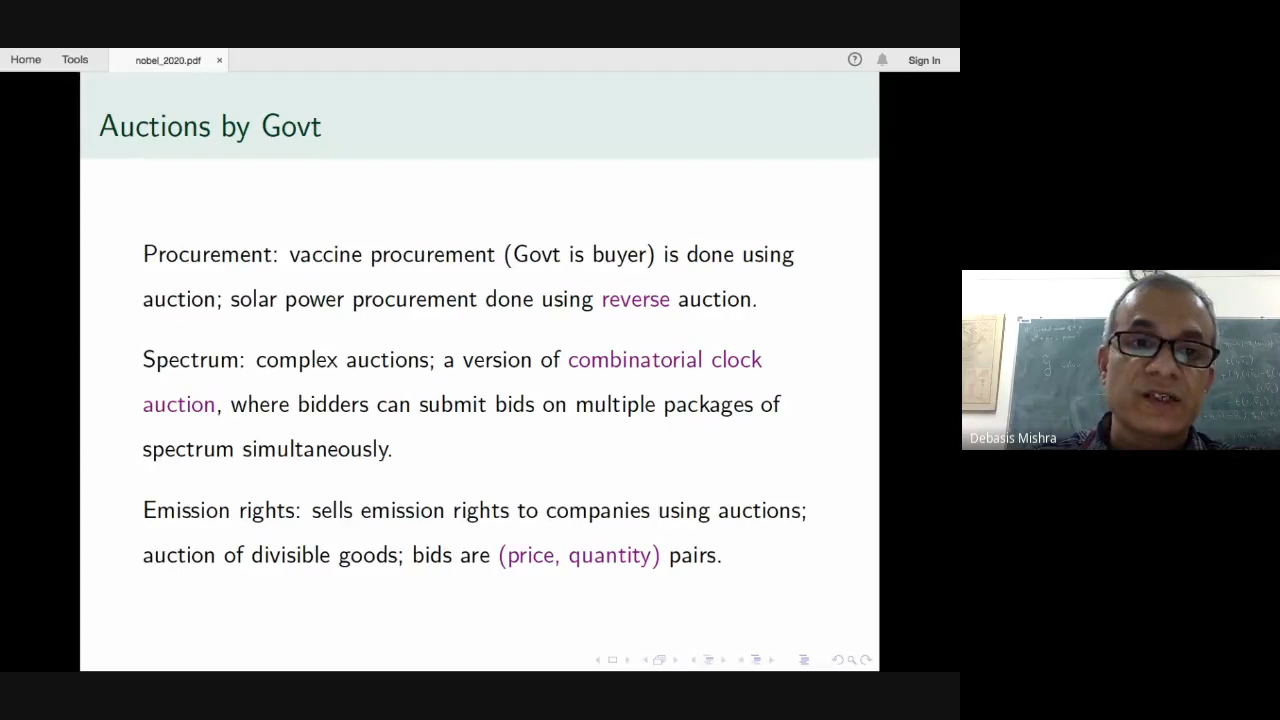 Home Tools nobel_2020.pdf × Sign In
Auctions by Govt
Procurement: vaccine procurement (Govt is buyer) is done using
auction; solar power procurement done using reverse auction.
Spectrum: complex auctions; a version of combinatorial clock
auction, where bidders can submit bids on multiple packages of
spectrum simultaneously.
Emission rights: sells emission rights to companies using auctions;
auction of divisible goods; bids are (price, quantity) pairs.
Debasis Mishra